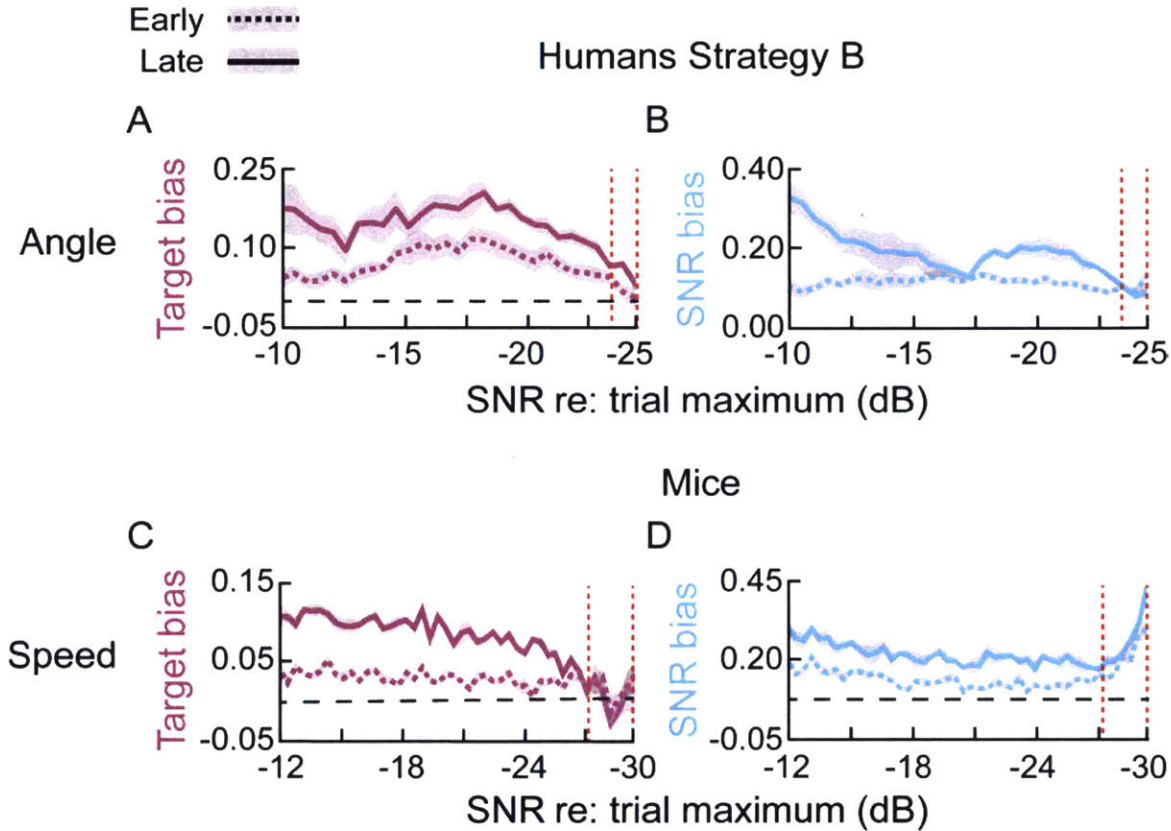 Early
Late
Humans Strategy B
A
B
Angle
Target bias
0.25
0.10
-0.05
-10
-15
-20
-25
SNR bias
0.40
0.20
0.00
-10
-15
-20
-25
SNR re: trial maximum (dB)
Mice
C
D
Speed
Target bias
0.15
0.05
-0.05
-12
-18
-24
-30
SNR bias
0.45
0.20
-0.05
-12
-18
-24
-30
SNR re: trial maximum (dB)